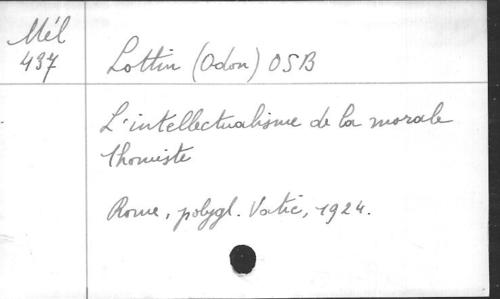 Mél
437
Lottin (Odon) OSB
L'intellectualisme de la morale
thomiste
Rome, polygl. Vatic, 1924.